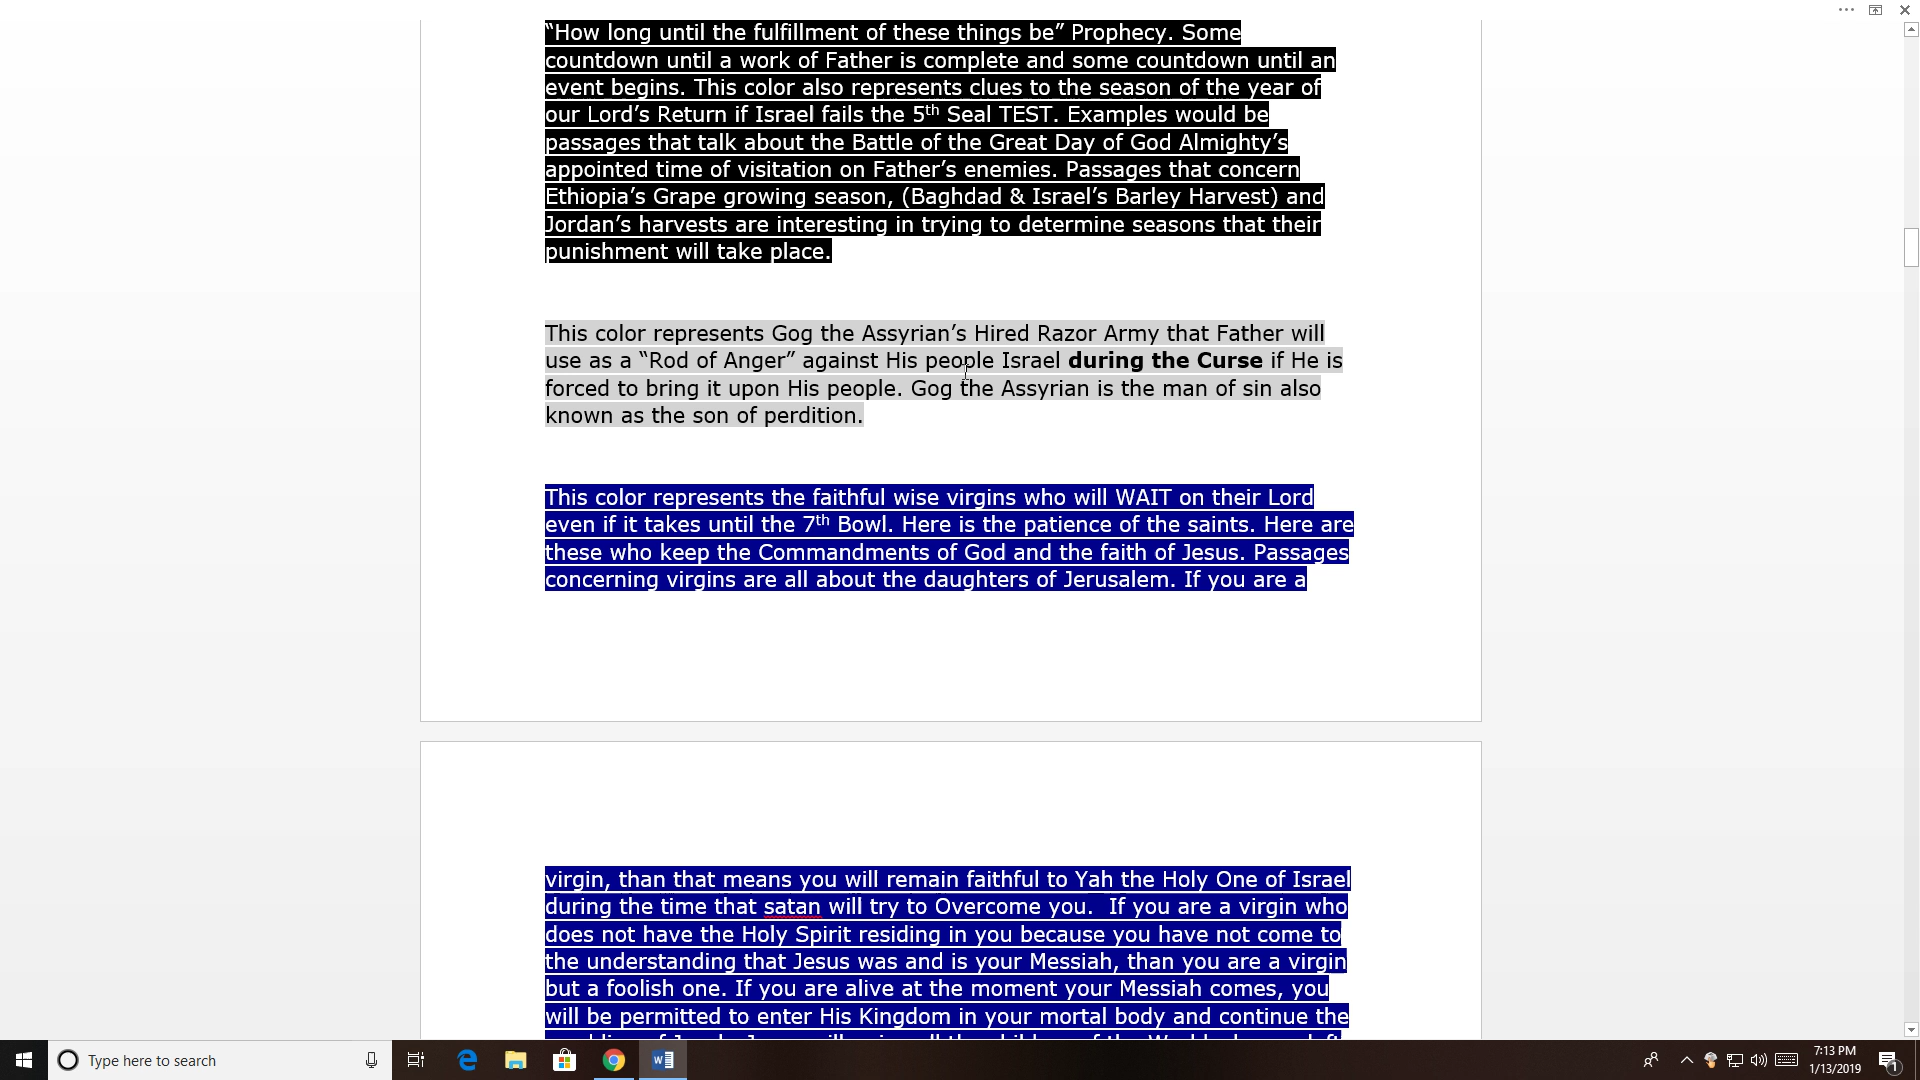 “How long until the fulfillment of these things be” Prophecy. Some
countdown until a work of Father is complete and some countdown until an
event begins. This color also represents clues to the season of the year of
our Lord’s Return if Israel fails the 5th Seal TEST. Examples would be
passages that talk about the Battle of the Great Day of God Almighty’s
appointed time of visitation on Father’s enemies. Passages that concern
Ethiopia’s Grape growing season, (Baghdad & Israel’s Barley Harvest) and
Jordan’s harvests are interesting in trying to determine seasons that their
punishment will take place.
This color represents Gog the Assyrian’s Hired Razor Army that Father will
use as a “Rod of Anger” against His people Israel during the Curse if He is
forced to bring it upon His people. Gog the Assyrian is the man of sin also
known as the son of perdition.
This color represents the faithful wise virgins who will WAIT on their Lord
even if it takes until the 7th Bowl. Here is the patience of the saints. Here are
these who keep the Commandments of God and the faith of Jesus. Passages
concerning virgins are all about the daughters of Jerusalem. If you are a
virgin, than that means you will remain faithful to Yah the Holy One of Israel
during the time that satan will try to Overcome you.  If you are a virgin who
does not have the Holy Spirit residing in you because you have not come to
the understanding that Jesus was and is your Messiah, than you are a virgin
but a foolish one. If you are alive at the moment your Messiah comes, you
will be permitted to enter His Kingdom in your mortal body and continue the
Type here to search
7:13 PM
1/13/2019
1